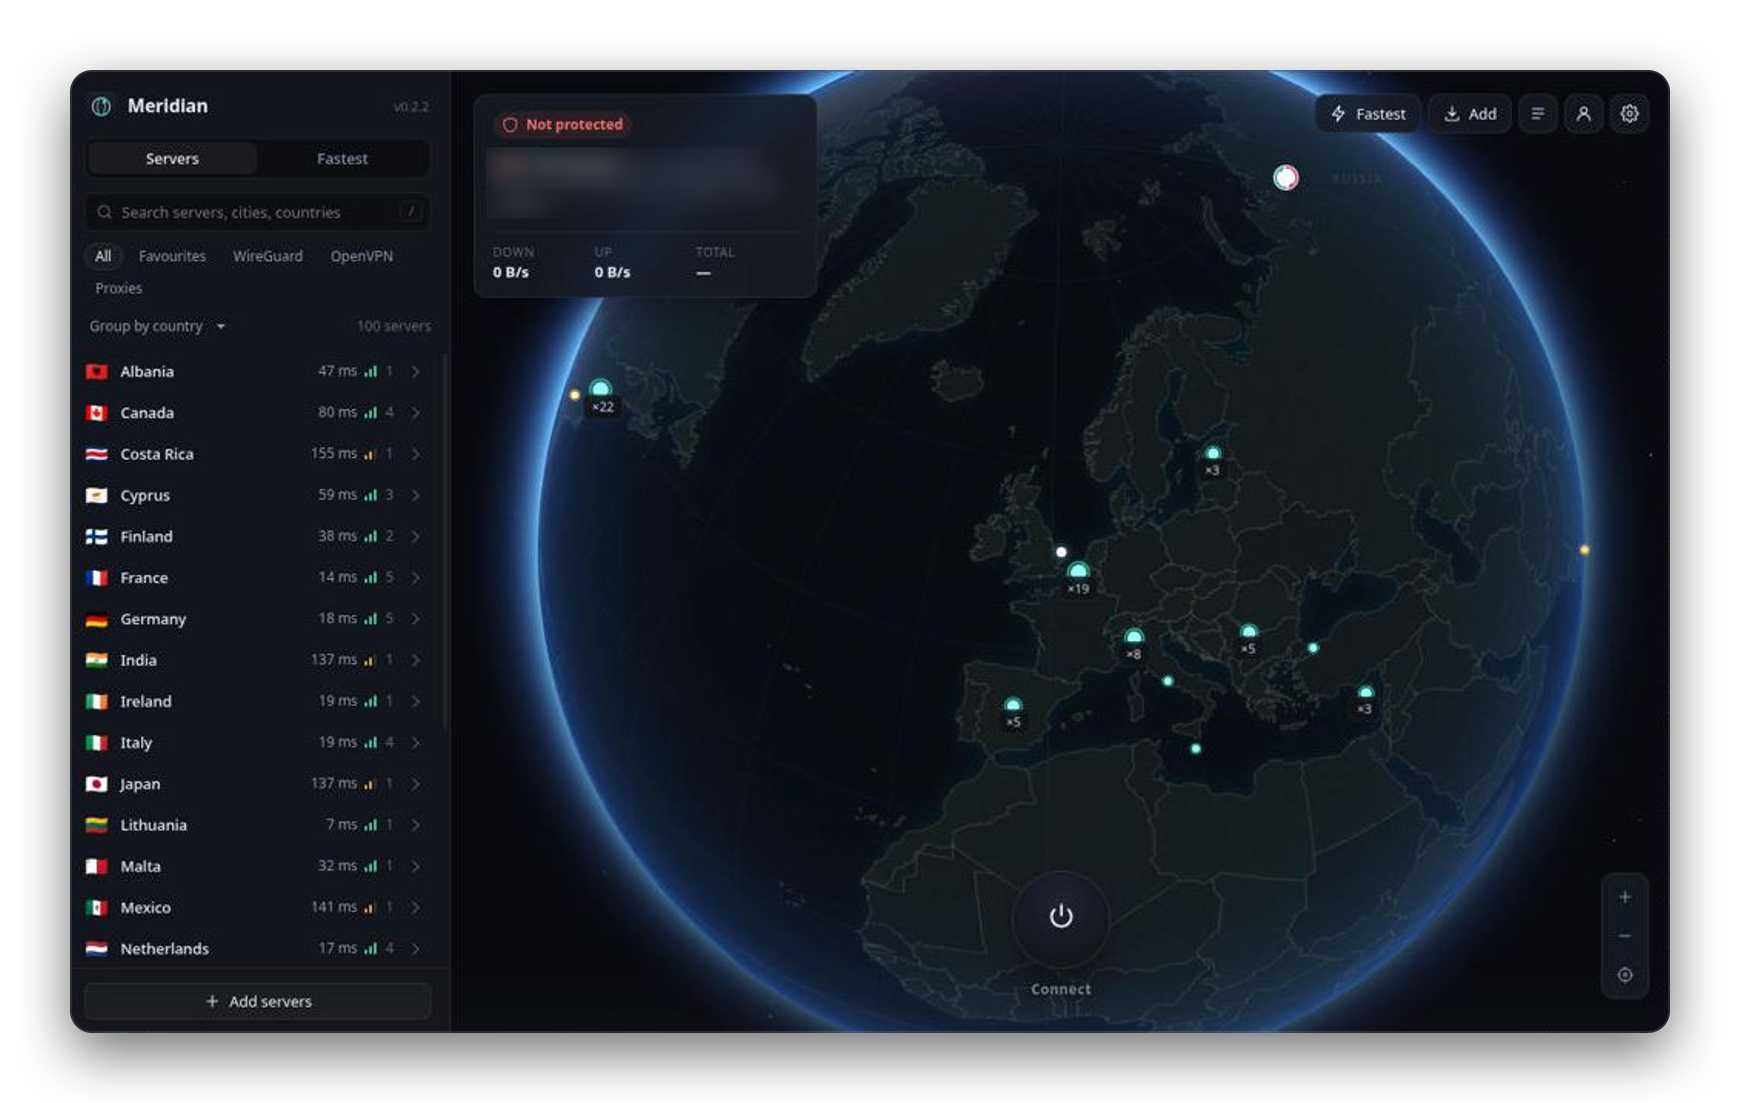 Meridian
v0.2.2
Servers
Fastest
Search servers, cities, countries
/
All
Favourites
WireGuard
OpenVPN
Proxies
Group by country
100 servers
Albania 47 ms 1
Canada 80 ms 4
Costa Rica 155 ms 1
Cyprus 59 ms 3
Finland 38 ms 2
France 14 ms 5
Germany 18 ms 5
India 137 ms 1
Ireland 19 ms 1
Italy 19 ms 4
Japan 137 ms 1
Lithuania 7 ms 1
Malta 32 ms 1
Mexico 141 ms 1
Netherlands 17 ms 4
+ Add servers
Not protected
DOWN UP TOTAL
0 B/s 0 B/s —
Fastest
Add
RUSSIA
×22
×3
×19
×8
×5
×5
×3
Connect
+
−